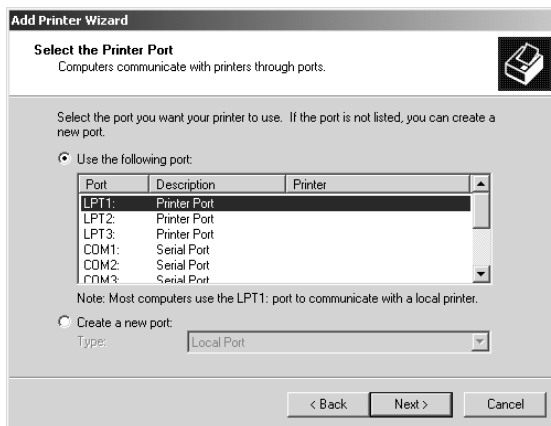 Add Printer Wizard
Select the Printer Port
Computers communicate with printers through ports.
Select the port you want your printer to use. If the port is not listed, you can create a
new port.
Use the following port:
Port Description Printer
LPT1: Printer Port
LPT2: Printer Port
LPT3: Printer Port
COM1: Serial Port
COM2: Serial Port
COM3: Serial Port
Note: Most computers use the LPT1: port to communicate with a local printer.
Create a new port:
Type: Local Port
< Back Next > Cancel